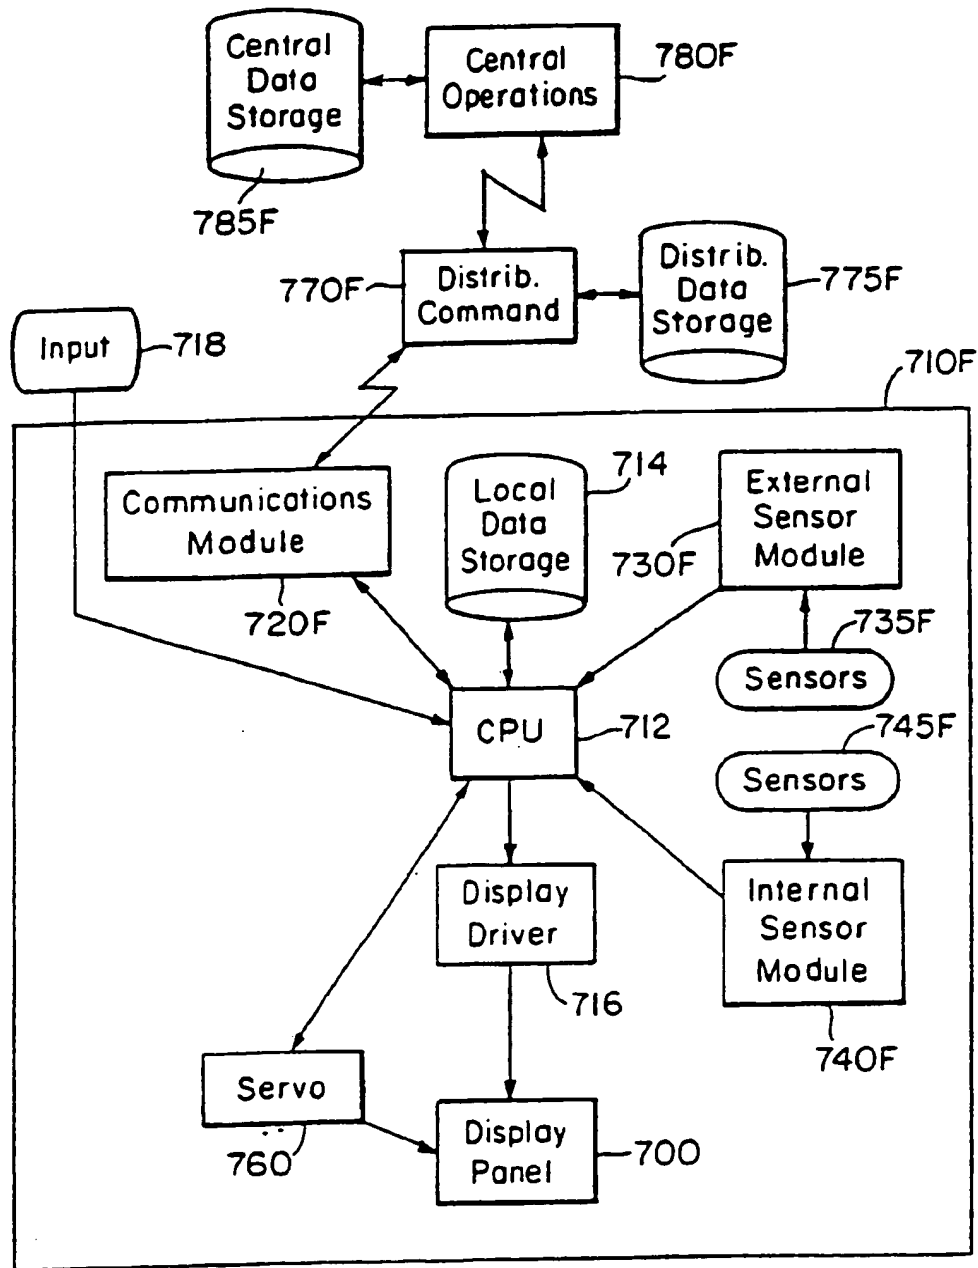 Central
Data
Storage
785F
Central
Operations
780F
770F
Distrib.
Command
Distrib.
Data
Storage
775F
Input
718
710F
Communications
Module
720F
Local
Data
Storage
714
External
Sensor
Module
730F
735F
Sensors
CPU
712
745F
Sensors
Display
Driver
716
Internal
Sensor
Module
740F
Servo
760
Display
Panel
700